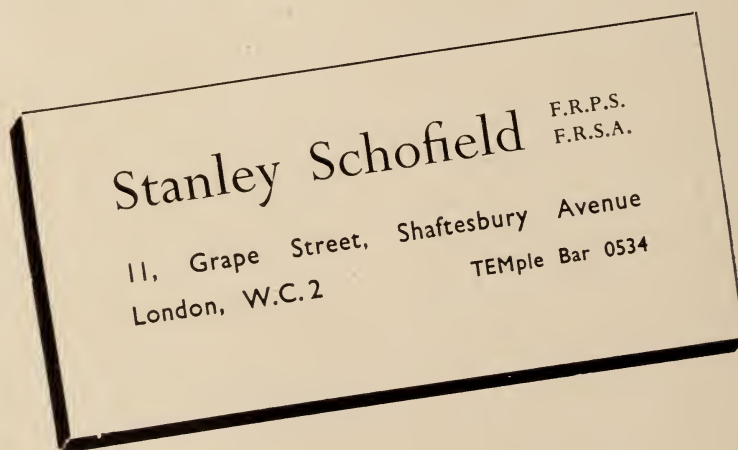 Stanley Schofield F.R.P.S.
F.R.S.A.
11, Grape Street, Shaftesbury Avenue
London, W.C.2 TEMple Bar 0534